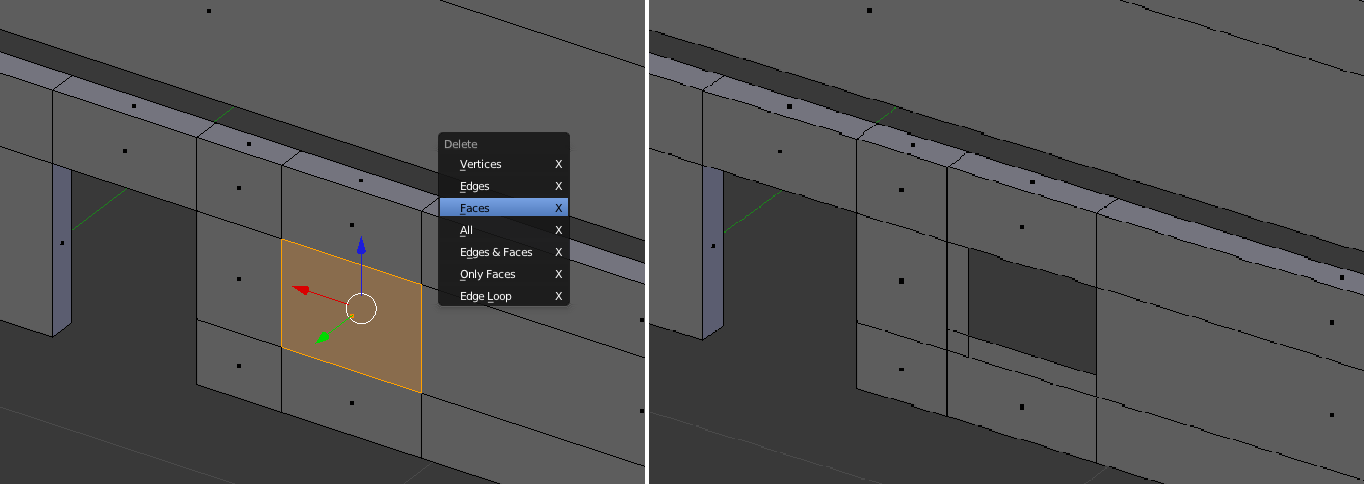 Delete
Vertices X
Edges X
Faces X
All X
Edges & Faces X
Only Faces X
Edge Loop X